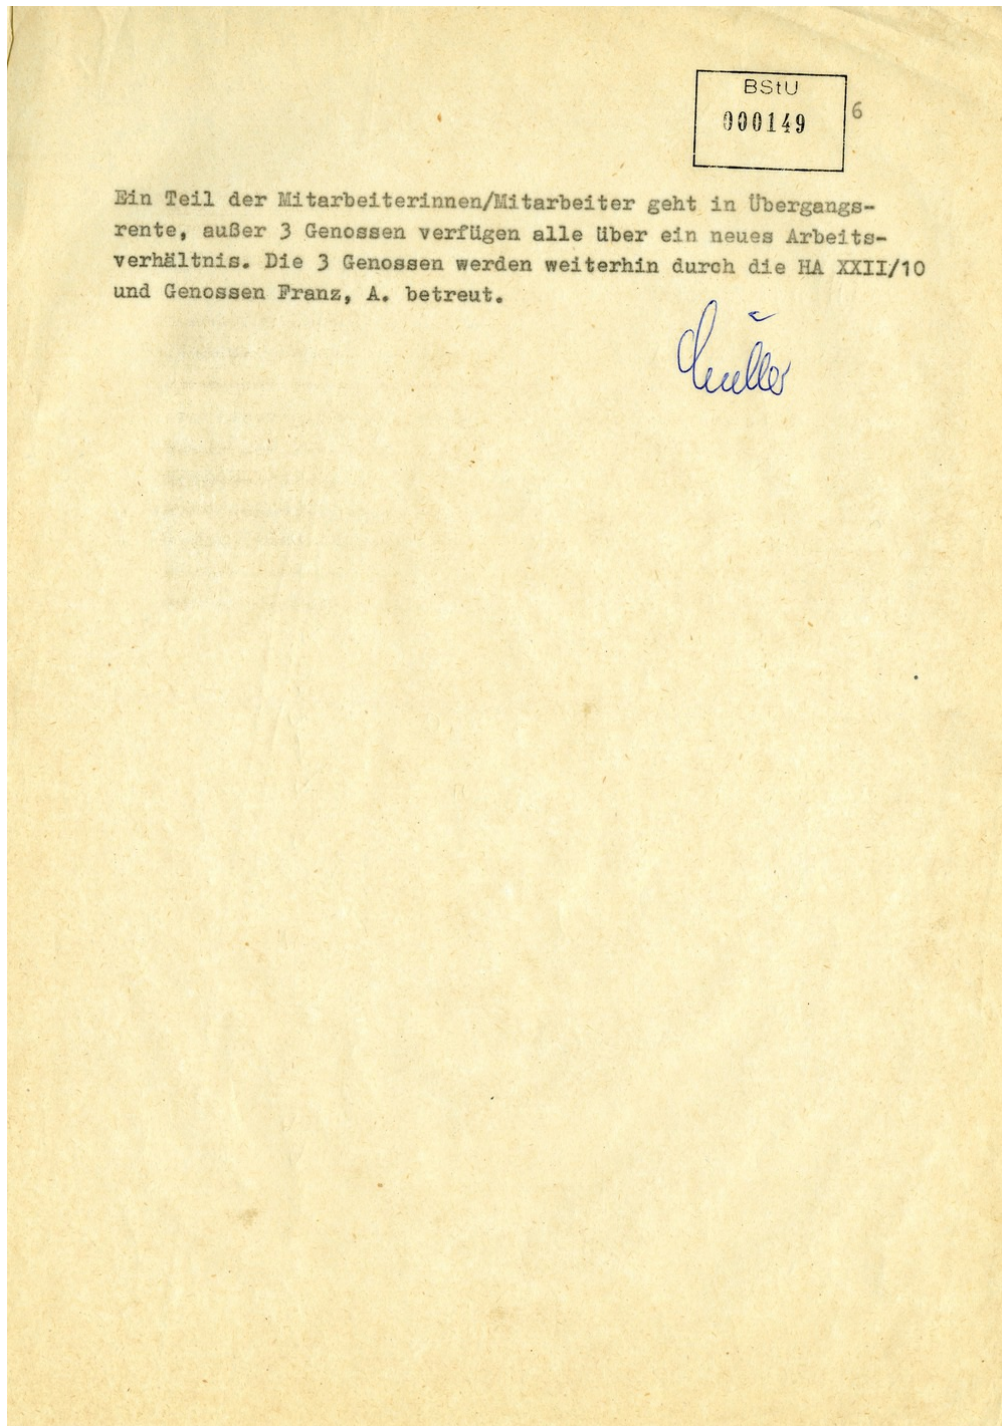 BStU
000149
6
Ein Teil der Mitarbeiterinnen/Mitarbeiter geht in Übergangs-
rente, außer 3 Genossen verfügen alle über ein neues Arbeits-
verhältnis. Die 3 Genossen werden weiterhin durch die HA XXII/10
und Genossen Franz, A. betreut.